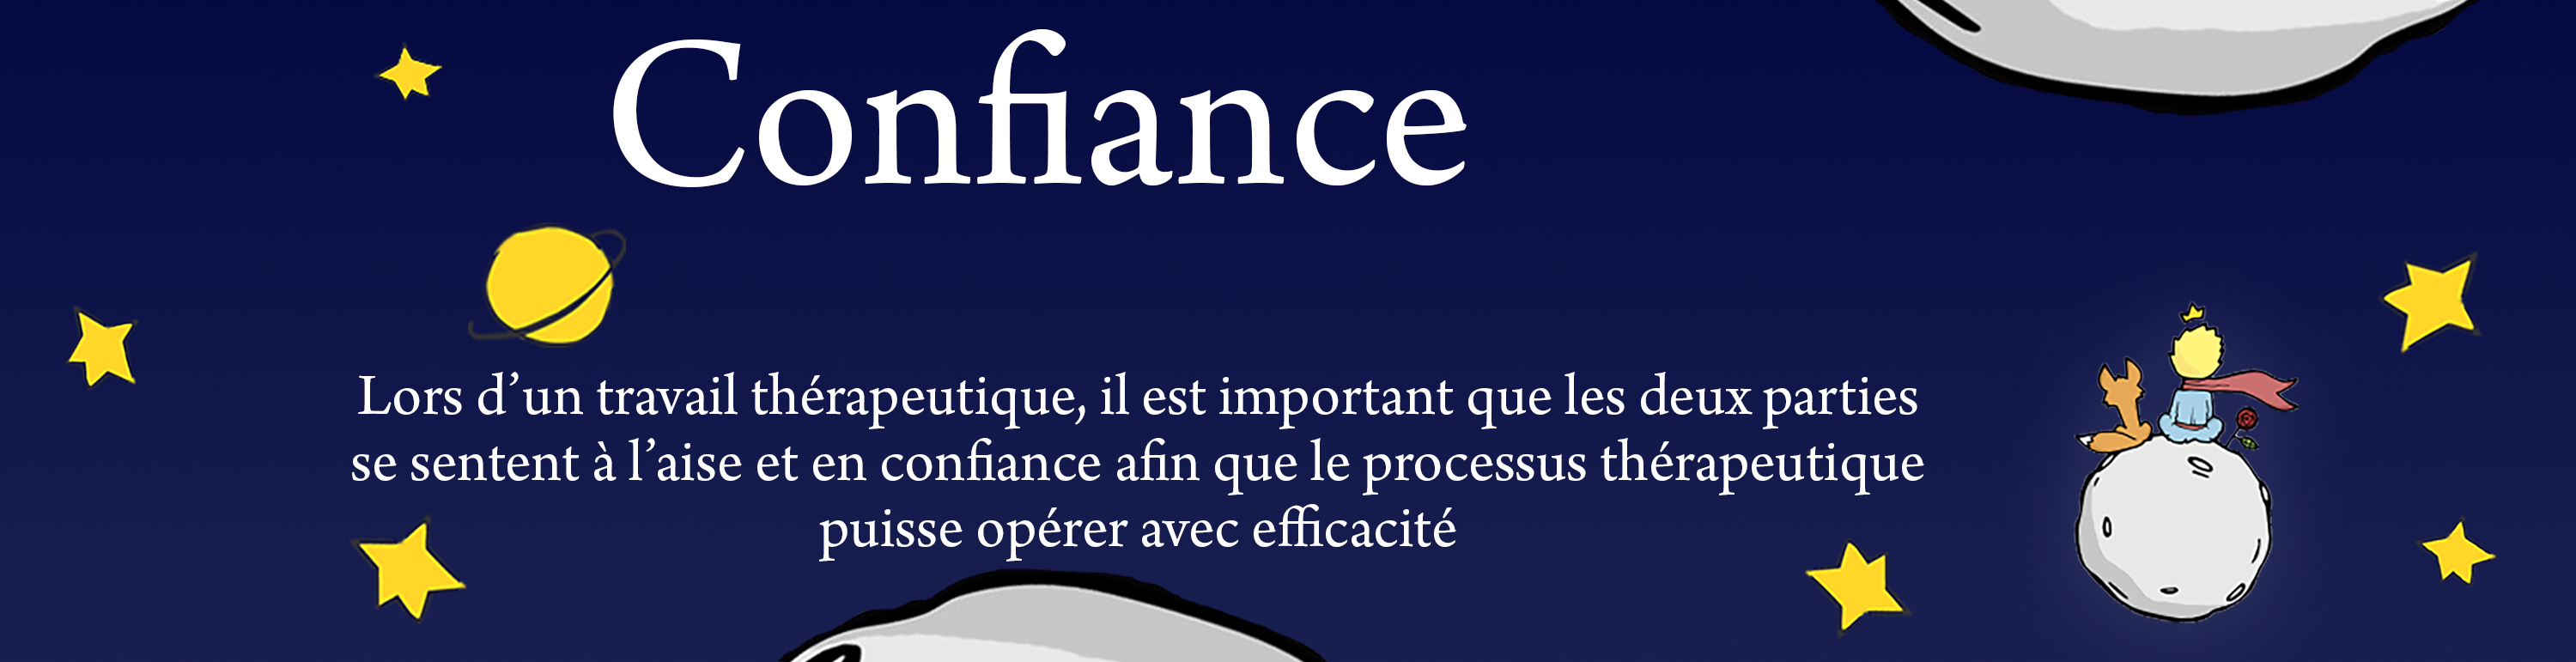 Confiance
Lors d’un travail thérapeutique, il est important que les deux parties
se sentent à l’aise et en confiance afin que le processus thérapeutique
puisse opérer avec efficacité